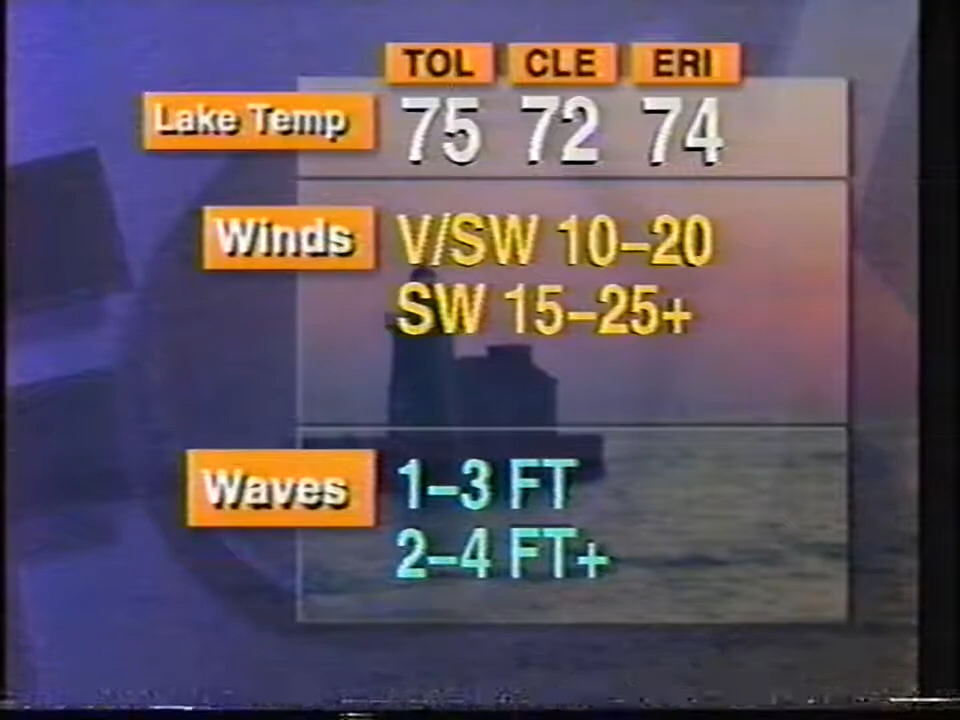 TOL CLE ERI
Lake Temp 75 72 74
Winds V/SW 10–20
SW 15–25+
Waves 1–3 FT
2–4 FT+